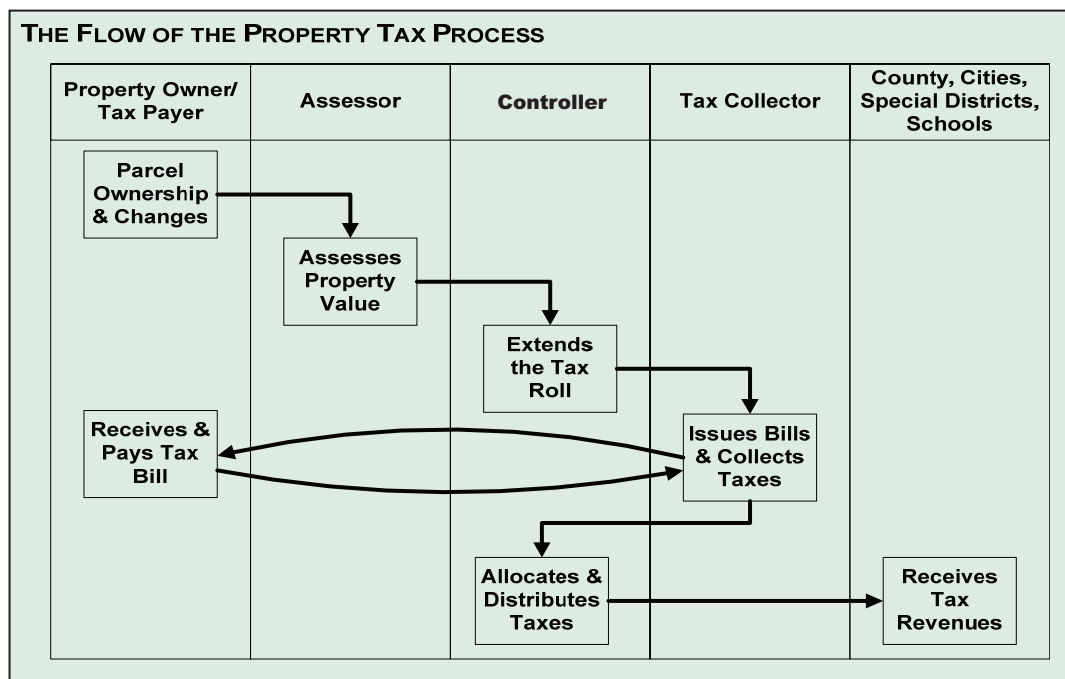 THE FLOW OF THE PROPERTY TAX PROCESS
Property Owner/
Tax Payer
Assessor
Controller
Tax Collector
County, Cities,
Special Districts,
Schools
Parcel
Ownership
& Changes
Assesses
Property
Value
Extends
the Tax
Roll
Receives &
Pays Tax
Bill
Issues Bills
& Collects
Taxes
Allocates &
Distributes
Taxes
Receives
Tax
Revenues